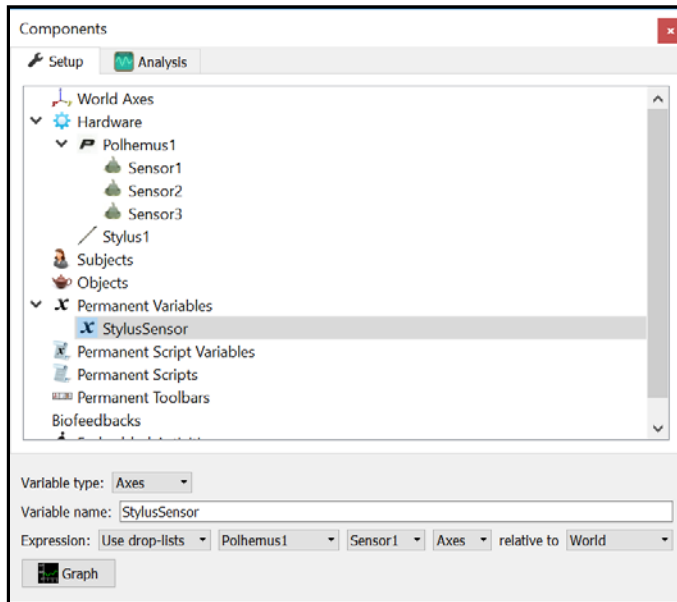 Components
x
Setup
Analysis
World Axes
Hardware
P Polhemus1
Sensor1
Sensor2
Sensor3
Stylus1
Subjects
Objects
x Permanent Variables
x StylusSensor
Permanent Script Variables
Permanent Scripts
Permanent Toolbars
Biofeedbacks
Variable type: Axes
Variable name: StylusSensor
Expression: Use drop-lists Polhemus1 Sensor1 Axes relative to World
Graph